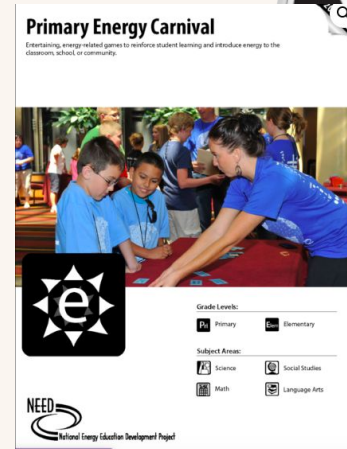 Primary Energy Carnival
Entertaining, energy-related games to reinforce student learning and introduce energy to the
classroom, school, or community.
e
Grade Levels:
Pri Primary
Elem Elementary
Subject Areas:
Science
Social Studies
Math
Language Arts
NEED
National Energy Education Development Project